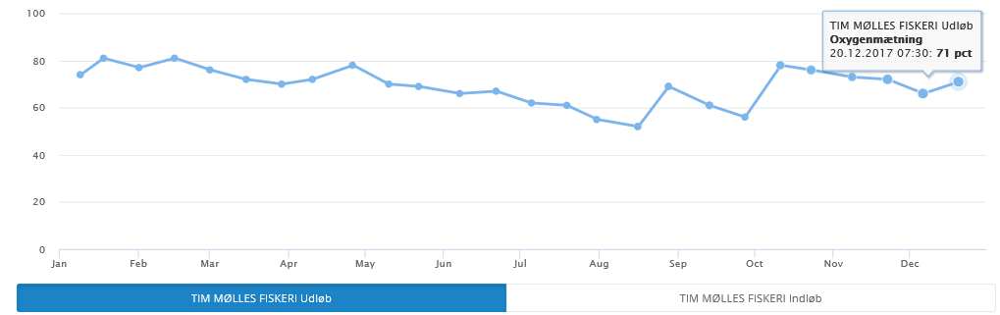 100
TIM MØLLES FISKERI Udløb
Oxygenmætning
20.12.2017 07:30: 71 pct
80
60
40
20
0
Jan Feb Mar Apr May Jun Jul Aug Sep Oct Nov Dec
TIM MØLLES FISKERI Udløb TIM MØLLES FISKERI Indløb